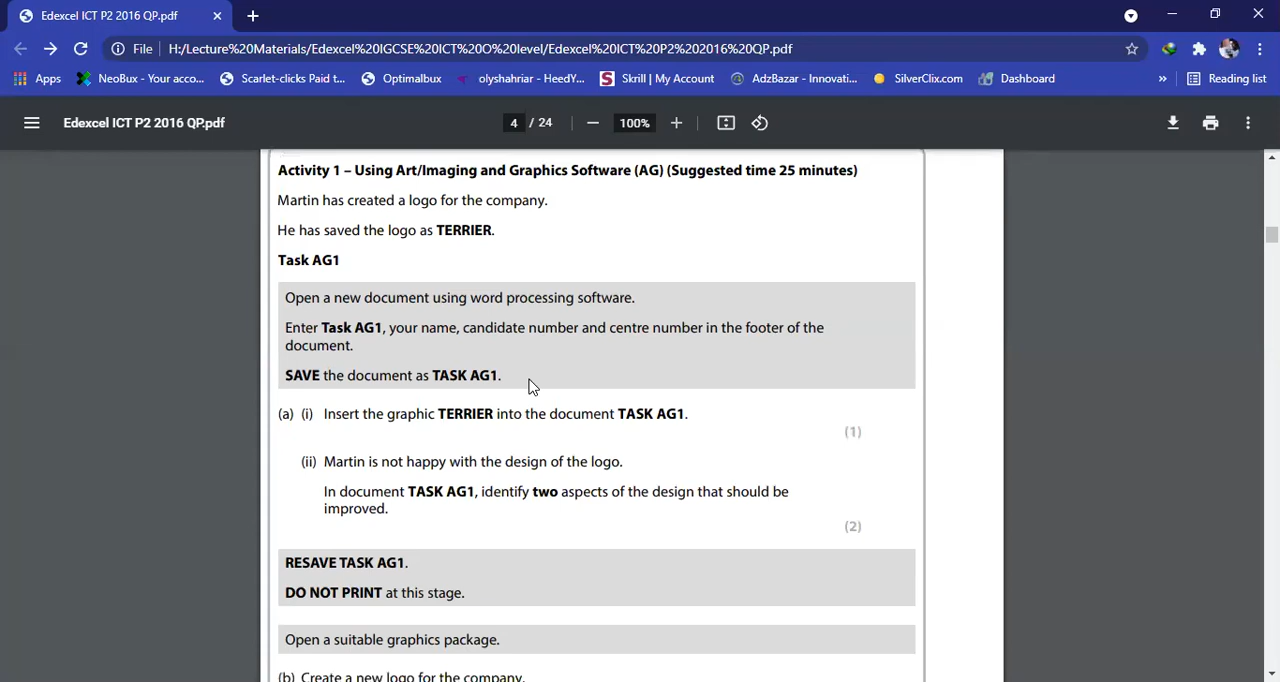 Edexcel ICT P2 2016 QP.pdf
File H:/Lecture%20Materials/Edexcel%20IGCSE%20ICT%20O%20level/Edexcel%20ICT%20P2%202016%20QP.pdf
Apps NeoBux - Your acco... Scarlet-clicks Paid t... Optimalbux olyshahriar - HeedY... Skrill | My Account AdzBazar - Innovati... SilverClix.com Dashboard » Reading list
Edexcel ICT P2 2016 QP.pdf 4 / 24 100%
Activity 1 – Using Art/Imaging and Graphics Software (AG) (Suggested time 25 minutes)
Martin has created a logo for the company.
He has saved the logo as TERRIER.
Task AG1
Open a new document using word processing software.
Enter Task AG1, your name, candidate number and centre number in the footer of the
document.
SAVE the document as TASK AG1.
(a) (i) Insert the graphic TERRIER into the document TASK AG1.
(1)
(ii) Martin is not happy with the design of the logo.
In document TASK AG1, identify two aspects of the design that should be
improved.
(2)
RESAVE TASK AG1.
DO NOT PRINT at this stage.
Open a suitable graphics package.
(b) Create a new logo for the company.